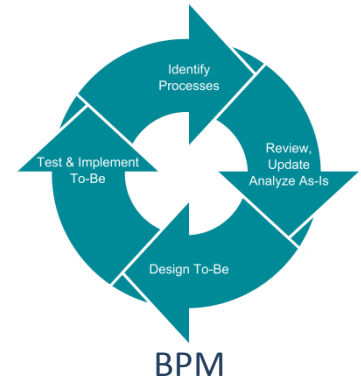 Identify
Processes
Review,
Update
Analyze As-Is
Design To-Be
Test & Implement
To-Be
BPM